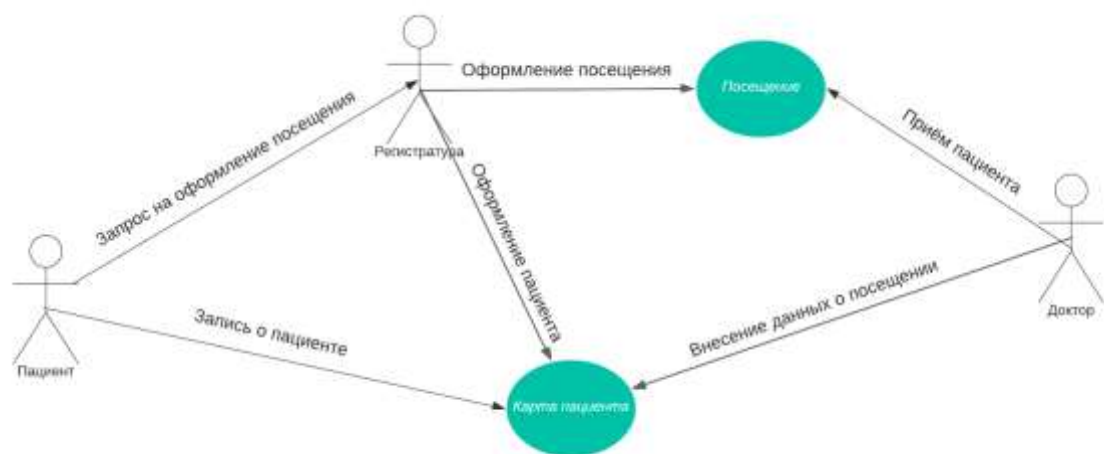 Оформление посещения
Посещение
Регистратура
Запрос на оформление посещения
Приём пациента
Оформление пациента
Доктор
Внесение данных о посещении
Запись о пациенте
Пациент
Карта пациента